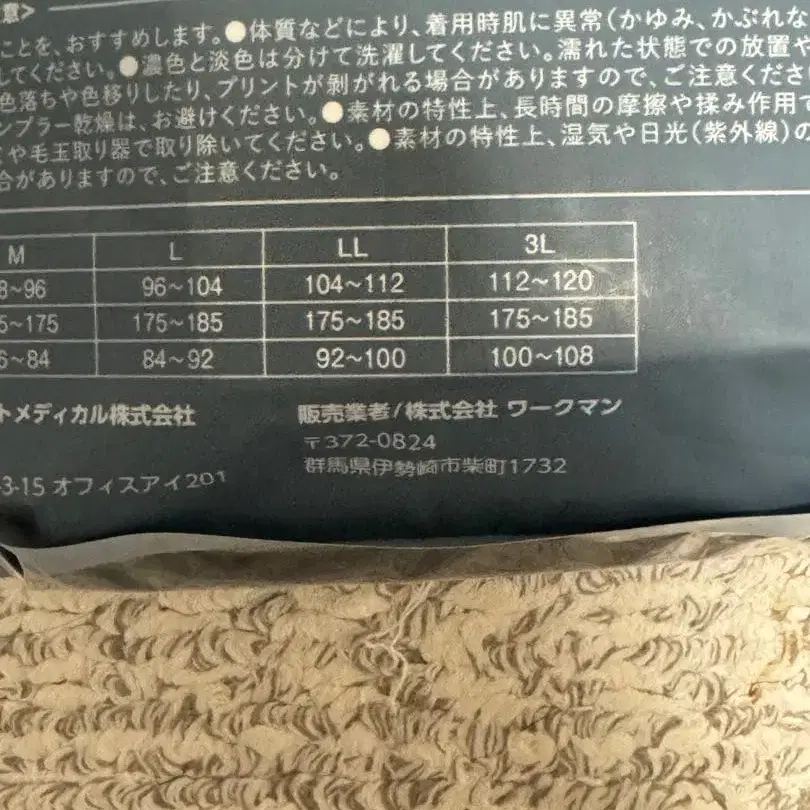 意>
ことを、おすすめします。●体質などにより、着用時肌に異常(かゆみ、かぶれな
してください。●濃色と淡色は分けて洗濯してください。濡れた状態での放置や
色落ちや色移りしたり、プリントが剥がれる場合がありますので、ご注意くださ
ンブラー乾燥は、お避けください。●素材の特性上、長時間の摩擦や揉み作用
や毛玉取り器で取り除いてください。●素材の特性上、湿気や日光(紫外線)の
合がありますので、ご注意ください。
M L LL 3L
8~96 96~104 104~112 112~120
5~175 175~185 175~185 175~185
6~84 84~92 92~100 100~108
トメディカル株式会社 販売業者/株式会社 ワークマン
〒372-0824
群馬県伊勢崎市柴町1732
-3-15 オフィスアイ201